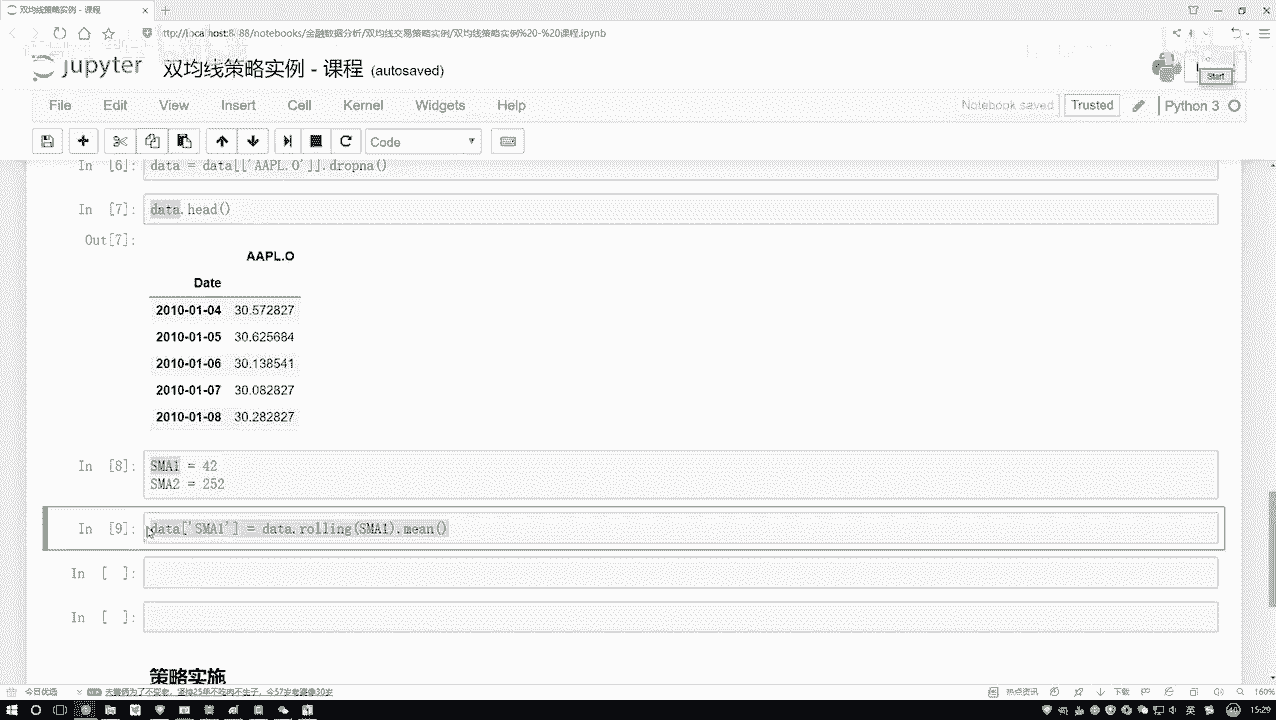 双均线策略实例 - 课程
ttp://localhost:8888/notebooks/金融数据分析/双均线交易策略实例/双均线策略实例%20-%20课程.ipynb
jupyter 双均线策略实例 - 课程 (autosaved)
Start
File Edit View Insert Cell Kernel Widgets Help
Notebook saved Trusted Python 3
Code
In [6]: data = data[['AAPL.O']].dropna()
In [7]: data.head()
Out[7]:
AAPL.O
Date
2010-01-04 30.572827
2010-01-05 30.625684
2010-01-06 30.138541
2010-01-07 30.082827
2010-01-08 30.282827
In [8]: SMA1 = 42
SMA2 = 252
In [9]: data['SMA1'] = data.rolling(SMA1).mean()
In [ ]:
In [ ]:
策略实施
今日优选
热点资讯 下载 160%
英 15:29